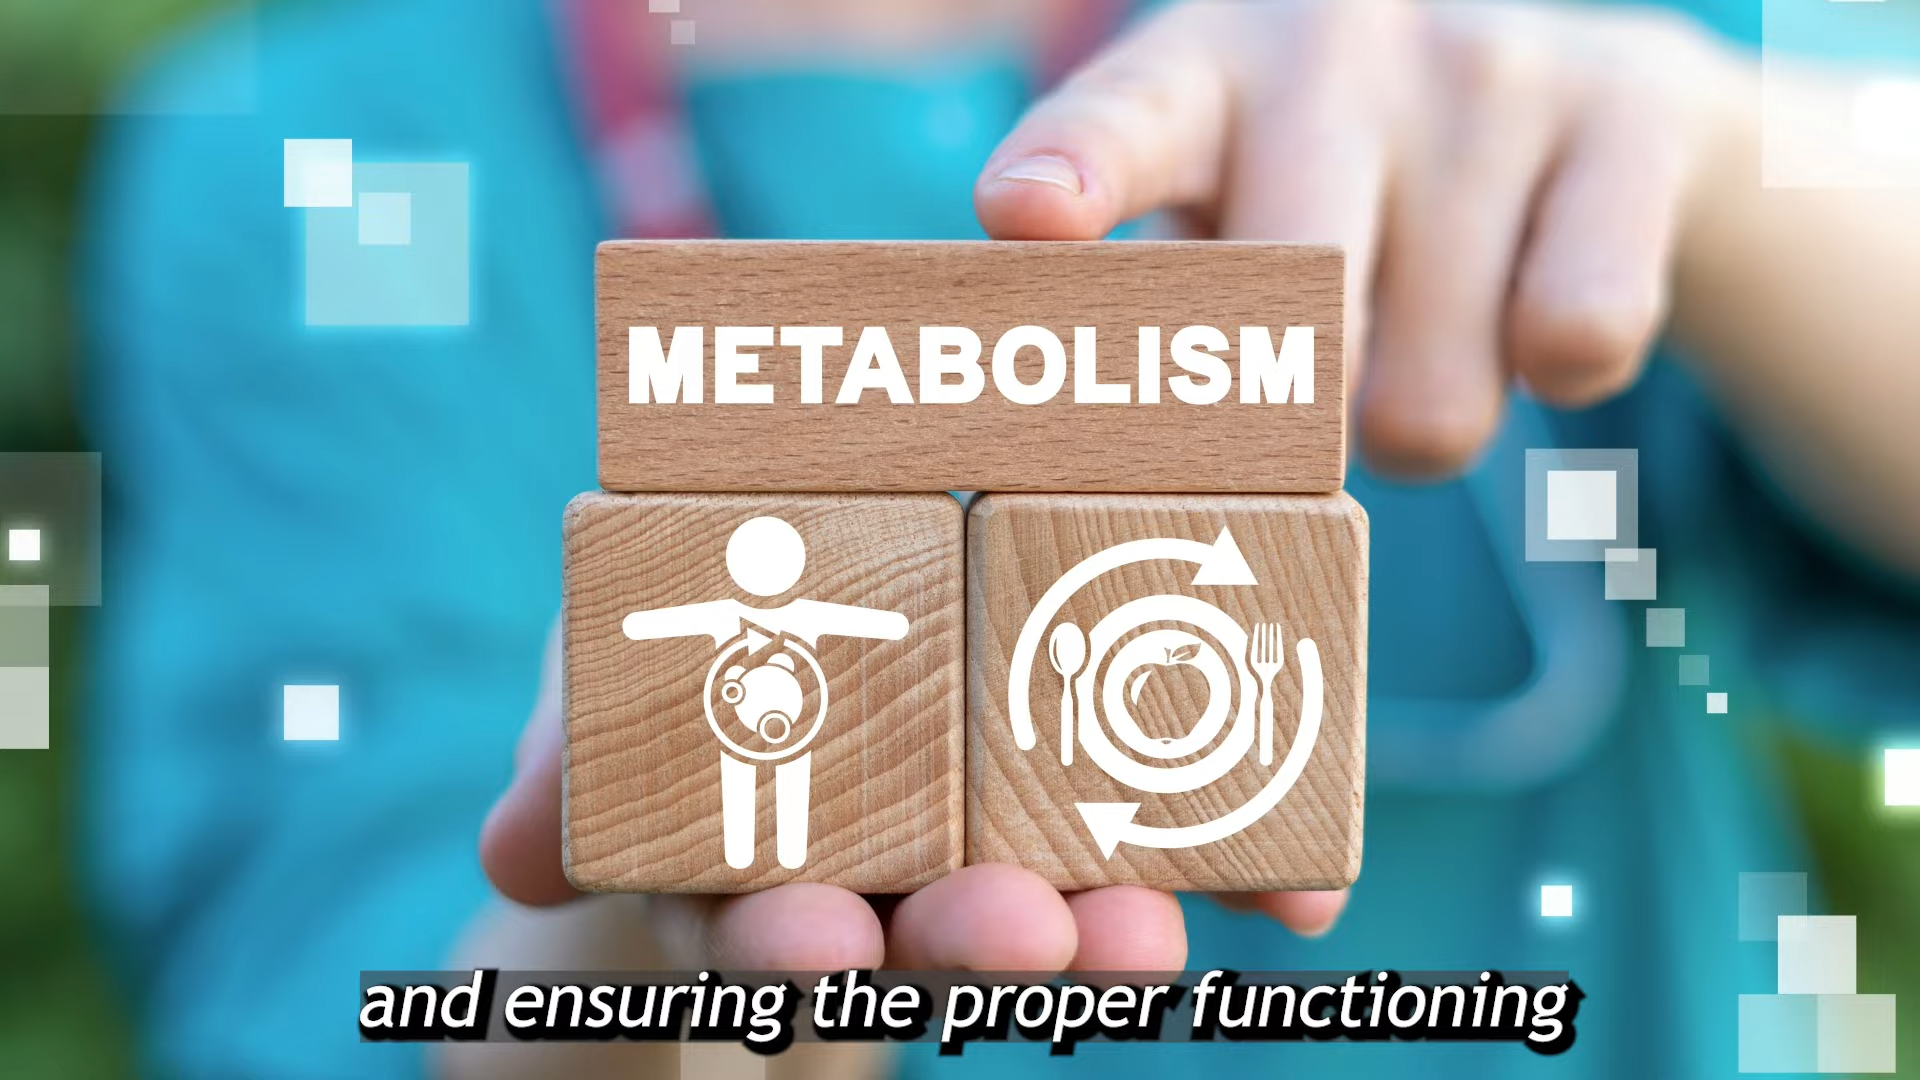 METABOLISM
and ensuring the proper functioning